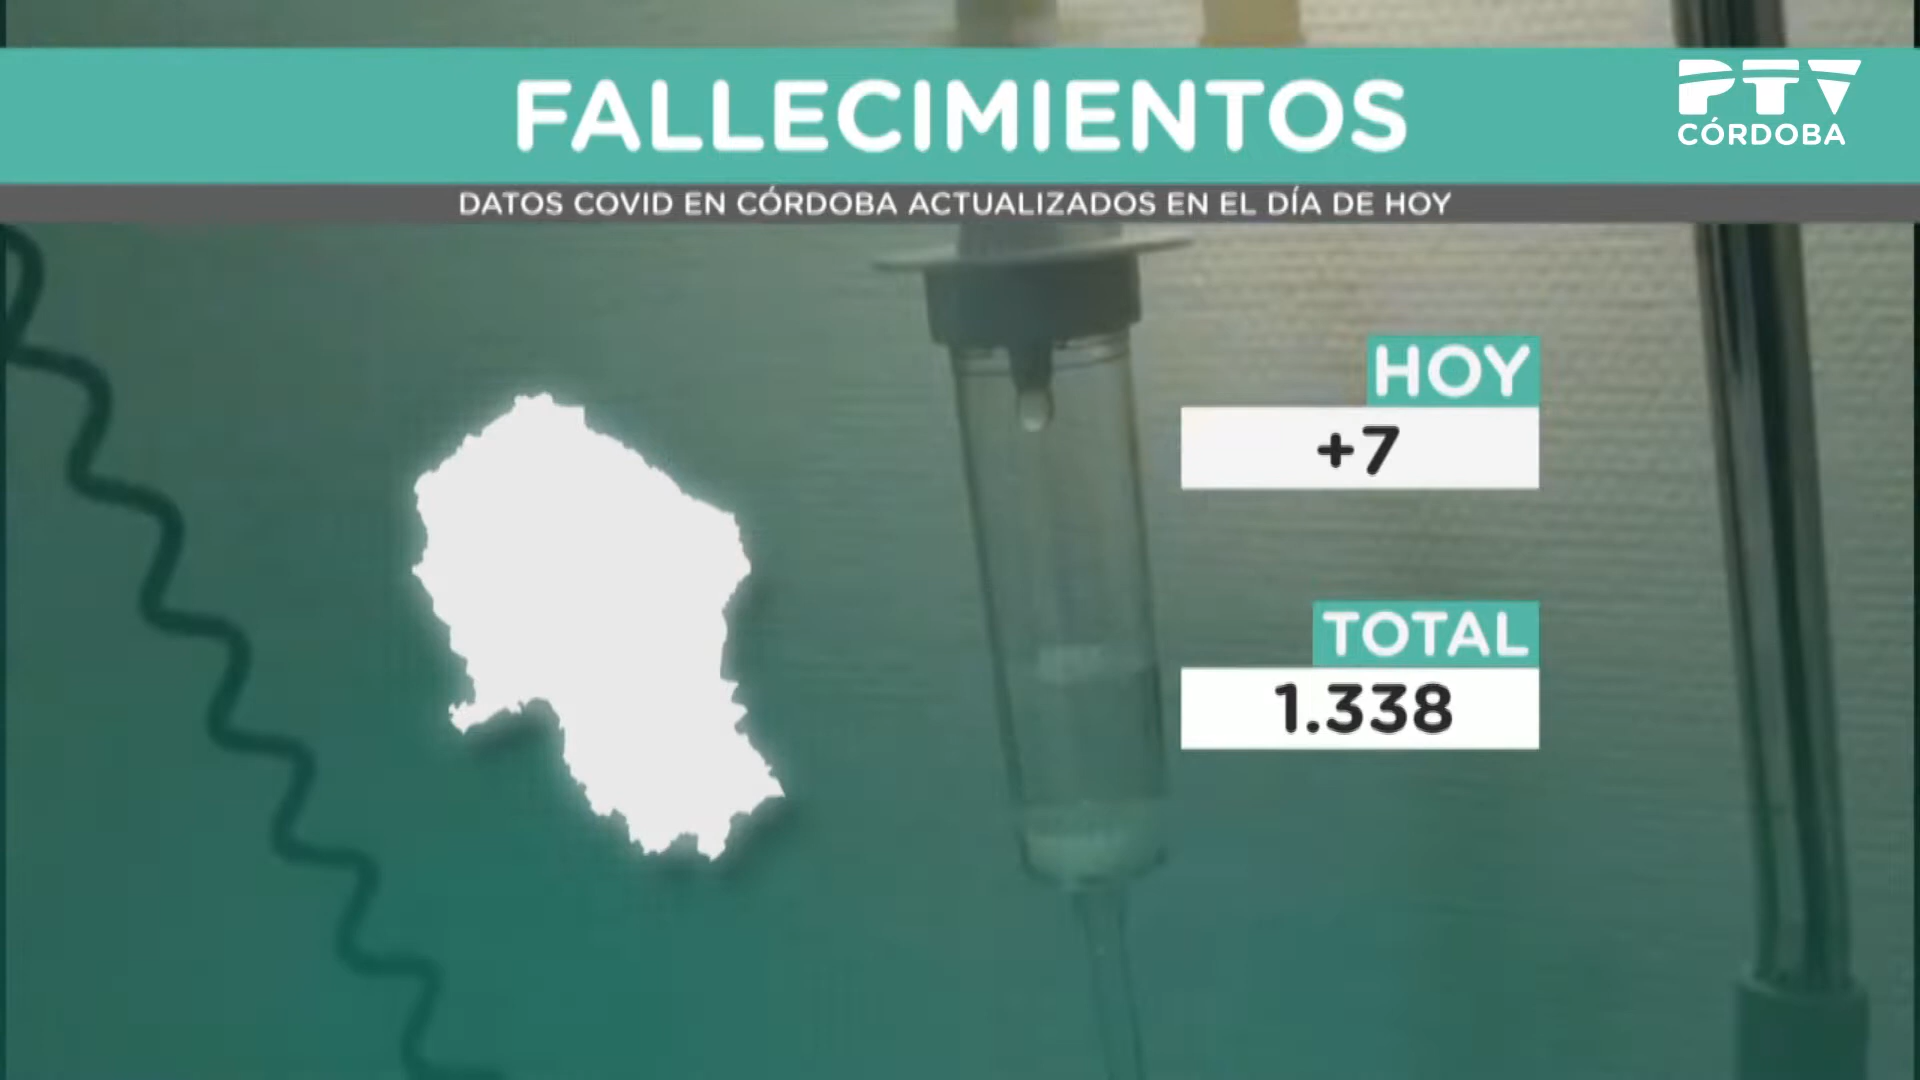 FALLECIMIENTOS
PTV
CÓRDOBA
DATOS COVID EN CÓRDOBA ACTUALIZADOS EN EL DÍA DE HOY
HOY
+7
TOTAL
1.338